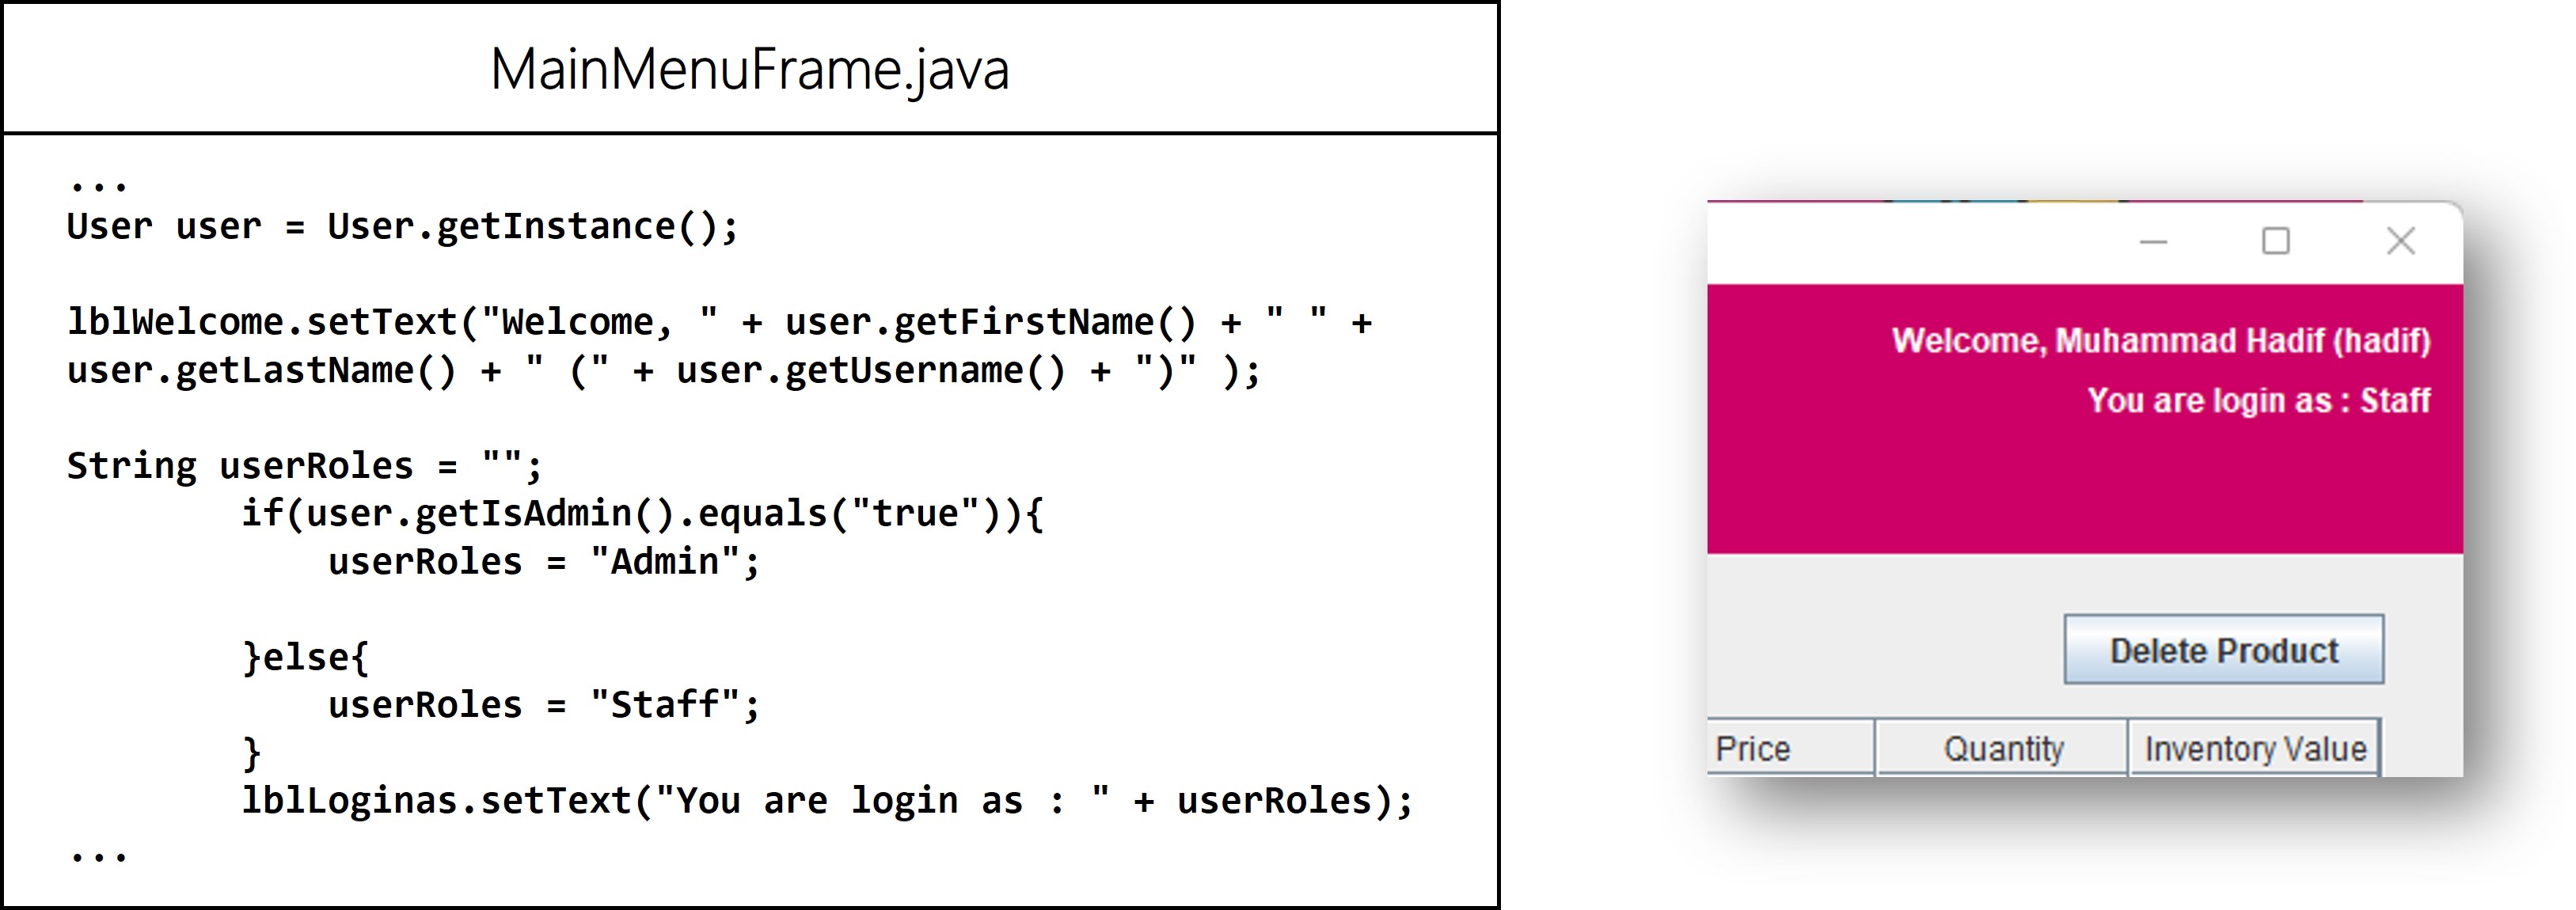 MainMenuFrame.java
...
User user = User.getInstance();
lblWelcome.setText("Welcome, " + user.getFirstName() + " " +
user.getLastName() + " (" + user.getUsername() + ")" );
String userRoles = "";
if(user.getIsAdmin().equals("true")){
userRoles = "Admin";
}else{
userRoles = "Staff";
}
lblLoginas.setText("You are login as : " + userRoles);
...
Welcome, Muhammad Hadif (hadif)
You are login as : Staff
Delete Product
Price Quantity Inventory Value